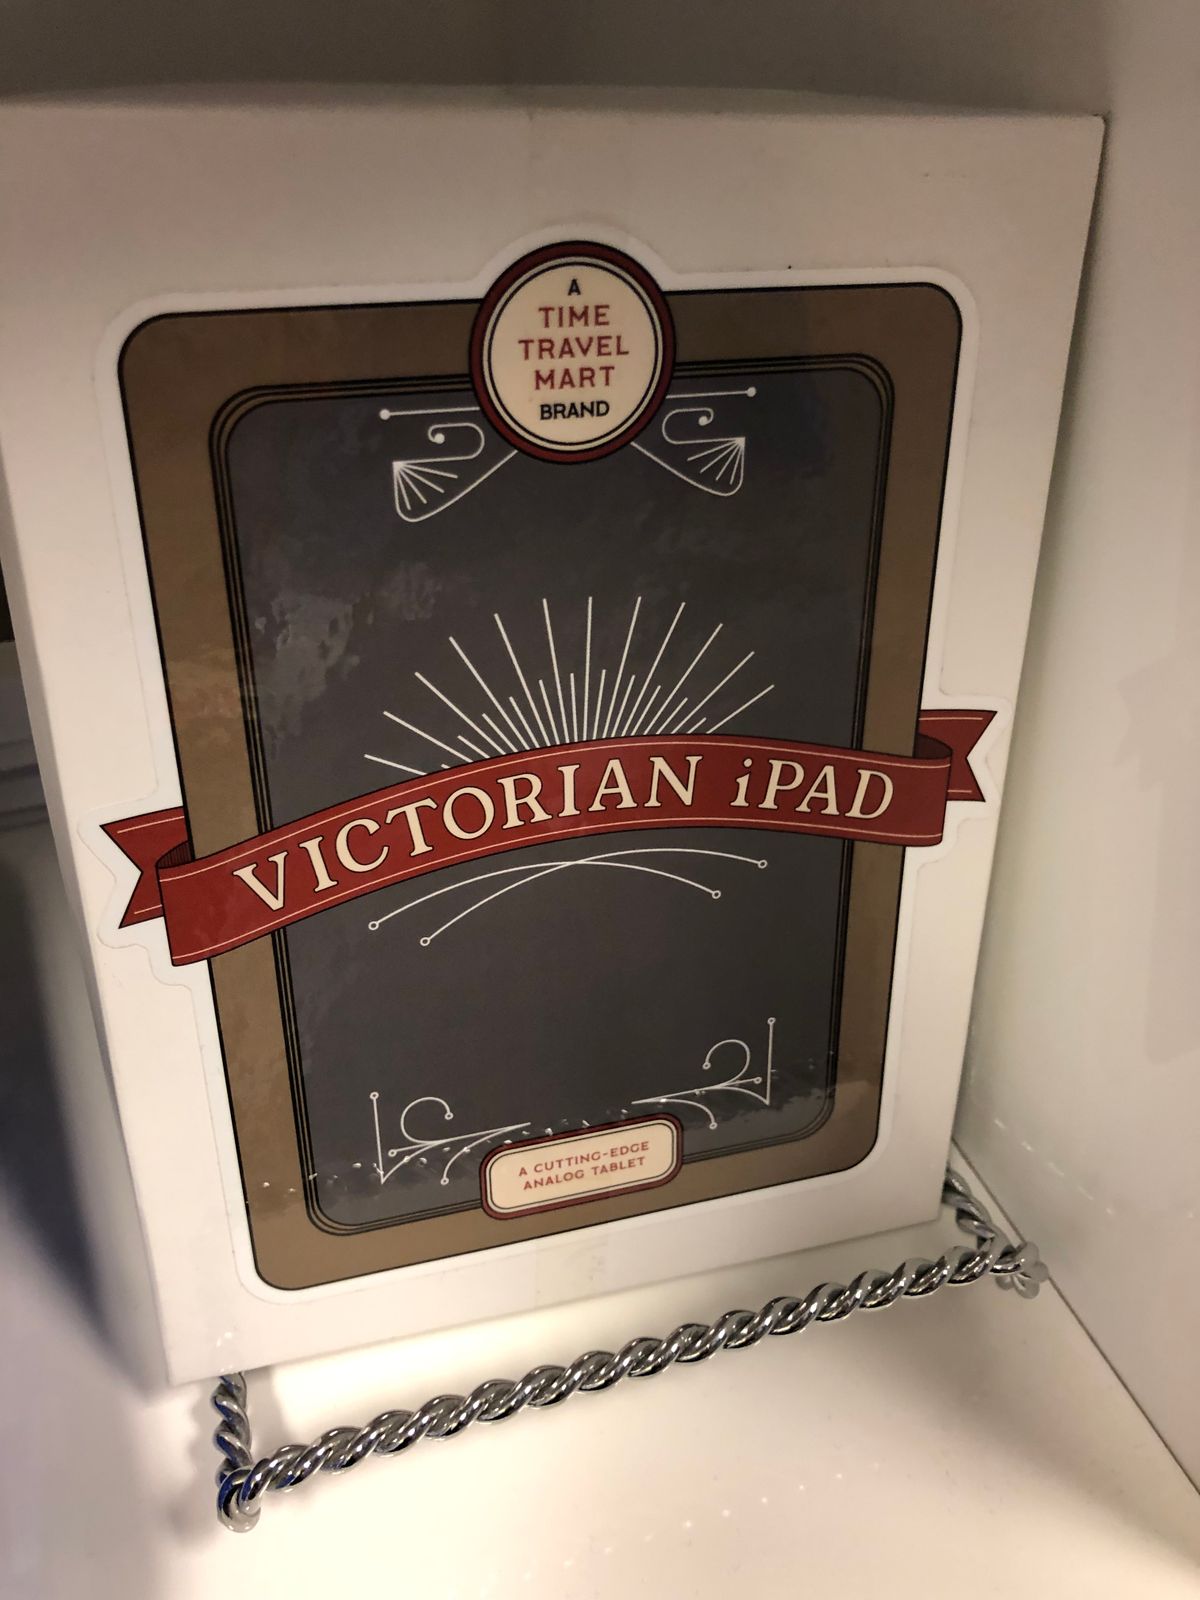 A
TIME
TRAVEL
MART
BRAND
VICTORIAN iPAD
A CUTTING-EDGE
ANALOG TABLET